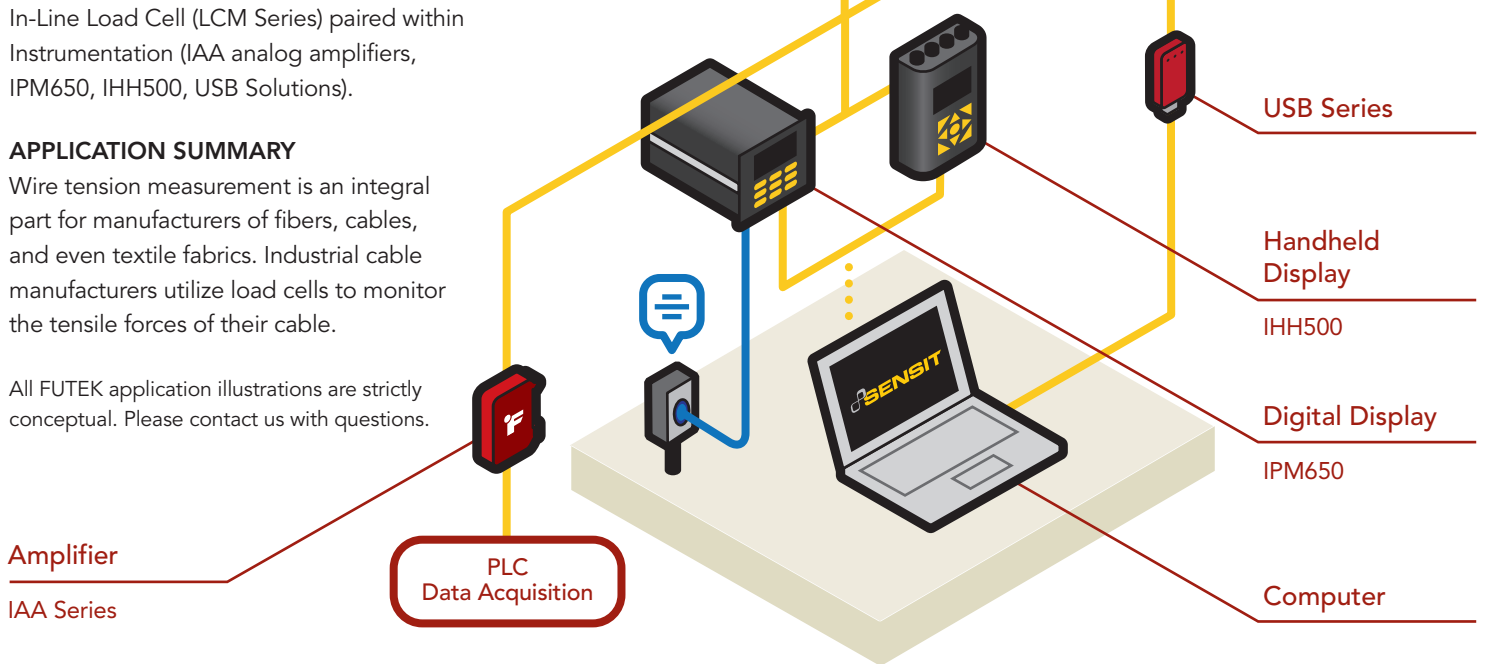 In-Line Load Cell (LCM Series) paired within
Instrumentation (IAA analog amplifiers,
IPM650, IHH500, USB Solutions).
APPLICATION SUMMARY
Wire tension measurement is an integral
part for manufacturers of fibers, cables,
and even textile fabrics. Industrial cable
manufacturers utilize load cells to monitor
the tensile forces of their cable.
All FUTEK application illustrations are strictly
conceptual. Please contact us with questions.
Amplifier
IAA Series
PLC
Data Acquisition
SENSIT
USB Series
Handheld
Display
IHH500
Digital Display
IPM650
Computer